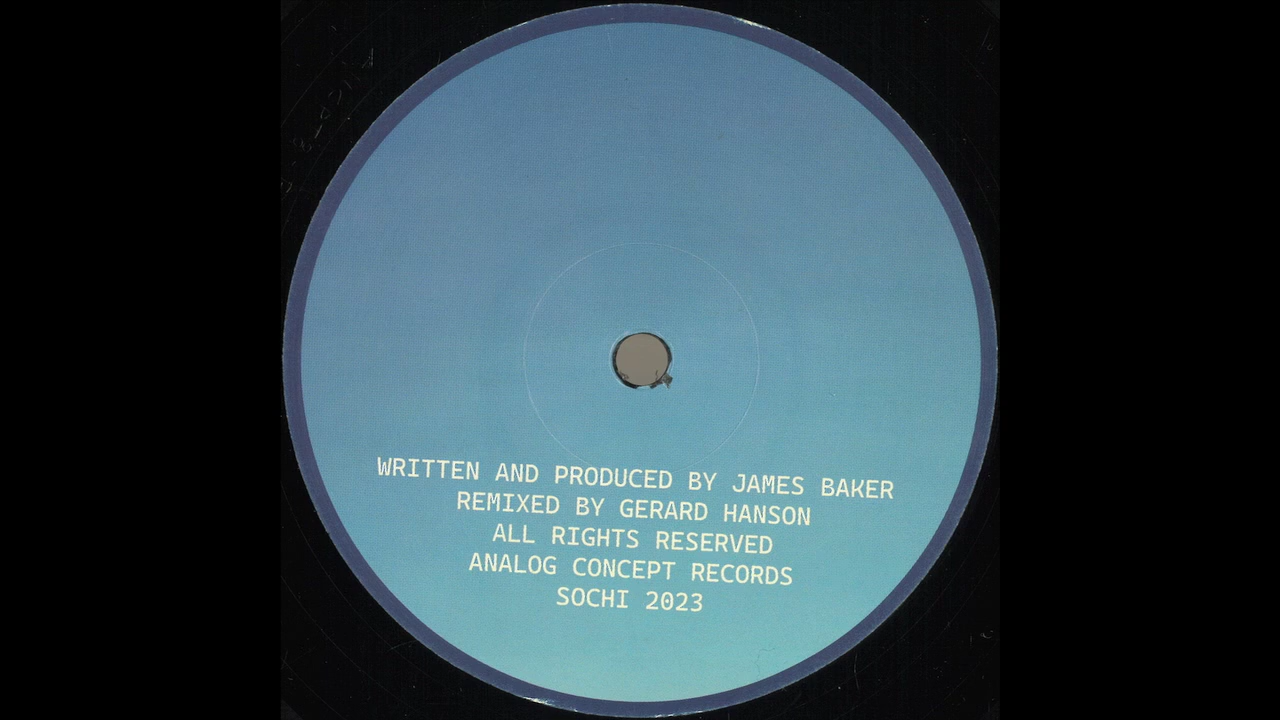 WRITTEN AND PRODUCED BY JAMES BAKER
REMIXED BY GERARD HANSON
ALL RIGHTS RESERVED
ANALOG CONCEPT RECORDS
SOCHI 2023